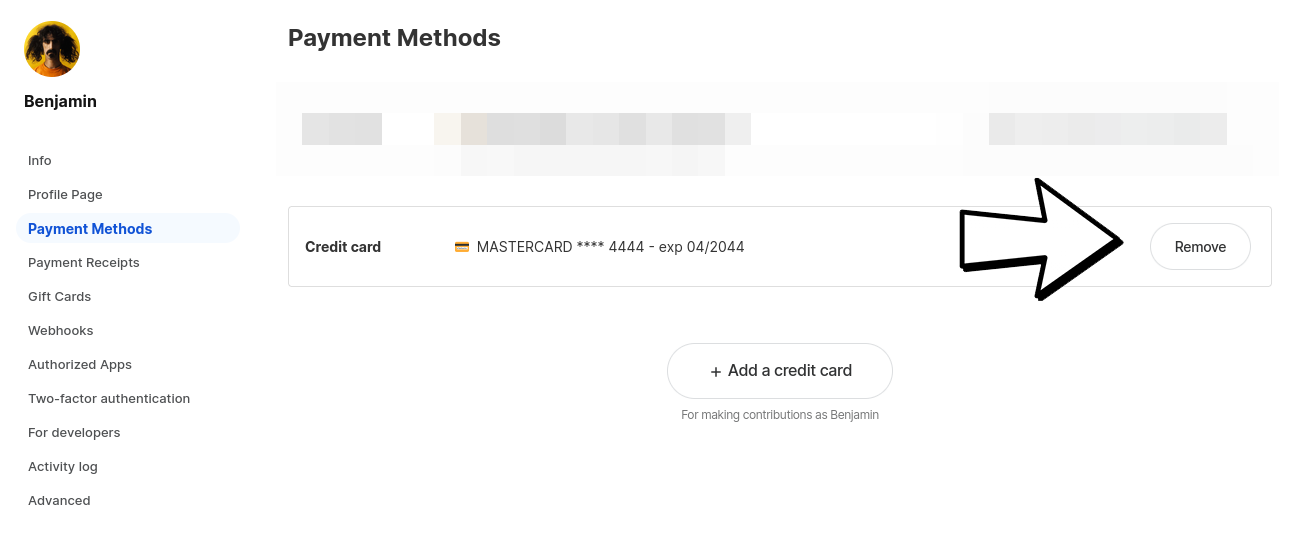 Benjamin
Info
Profile Page
Payment Methods
Payment Receipts
Gift Cards
Webhooks
Authorized Apps
Two-factor authentication
For developers
Activity log
Advanced
Payment Methods
Credit card MASTERCARD **** 4444 - exp 04/2044 Remove
+ Add a credit card
For making contributions as Benjamin